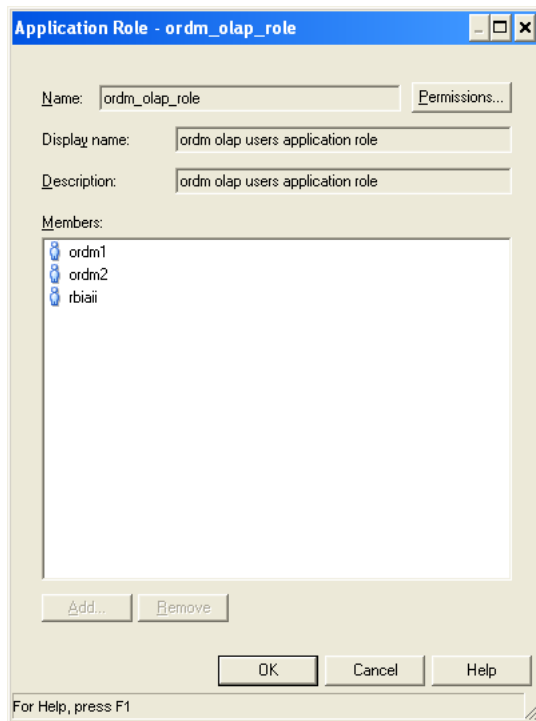 Application Role - ordm_olap_role
Name: ordm_olap_role Permissions...
Display name: ordm olap users application role
Description: ordm olap users application role
Members:
ordm1
ordm2
rbiaii
Add... Remove
OK Cancel Help
For Help, press F1